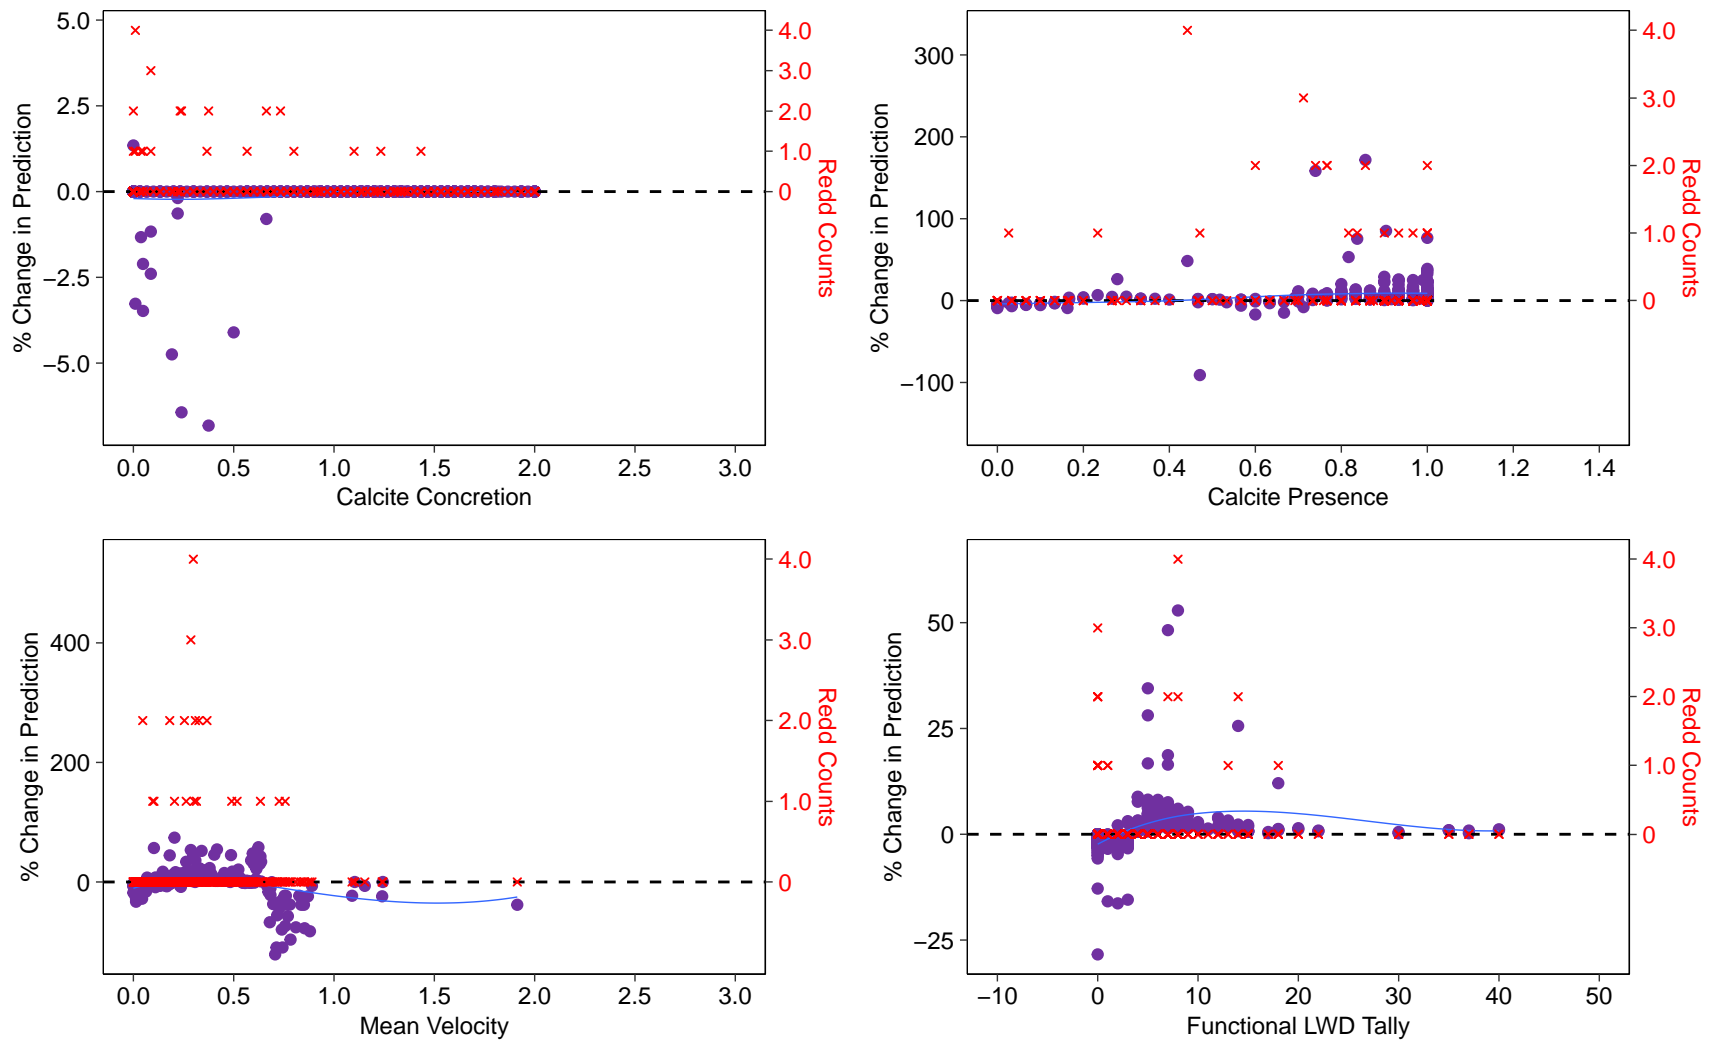 5.0
2.5
0.0
−2.5
−5.0
% Change in Prediction
4.0
3.0
2.0
1.0
0
Redd Counts
0.0 0.5 1.0 1.5 2.0 2.5 3.0
Calcite Concretion
300
200
100
0
−100
% Change in Prediction
4.0
3.0
2.0
1.0
0
Redd Counts
0.0 0.2 0.4 0.6 0.8 1.0 1.2 1.4
Calcite Presence
400
200
0
% Change in Prediction
4.0
3.0
2.0
1.0
0
Redd Counts
0.0 0.5 1.0 1.5 2.0 2.5 3.0
Mean Velocity
50
25
0
−25
% Change in Prediction
4.0
3.0
2.0
1.0
0
Redd Counts
−10 0 10 20 30 40 50
Functional LWD Tally